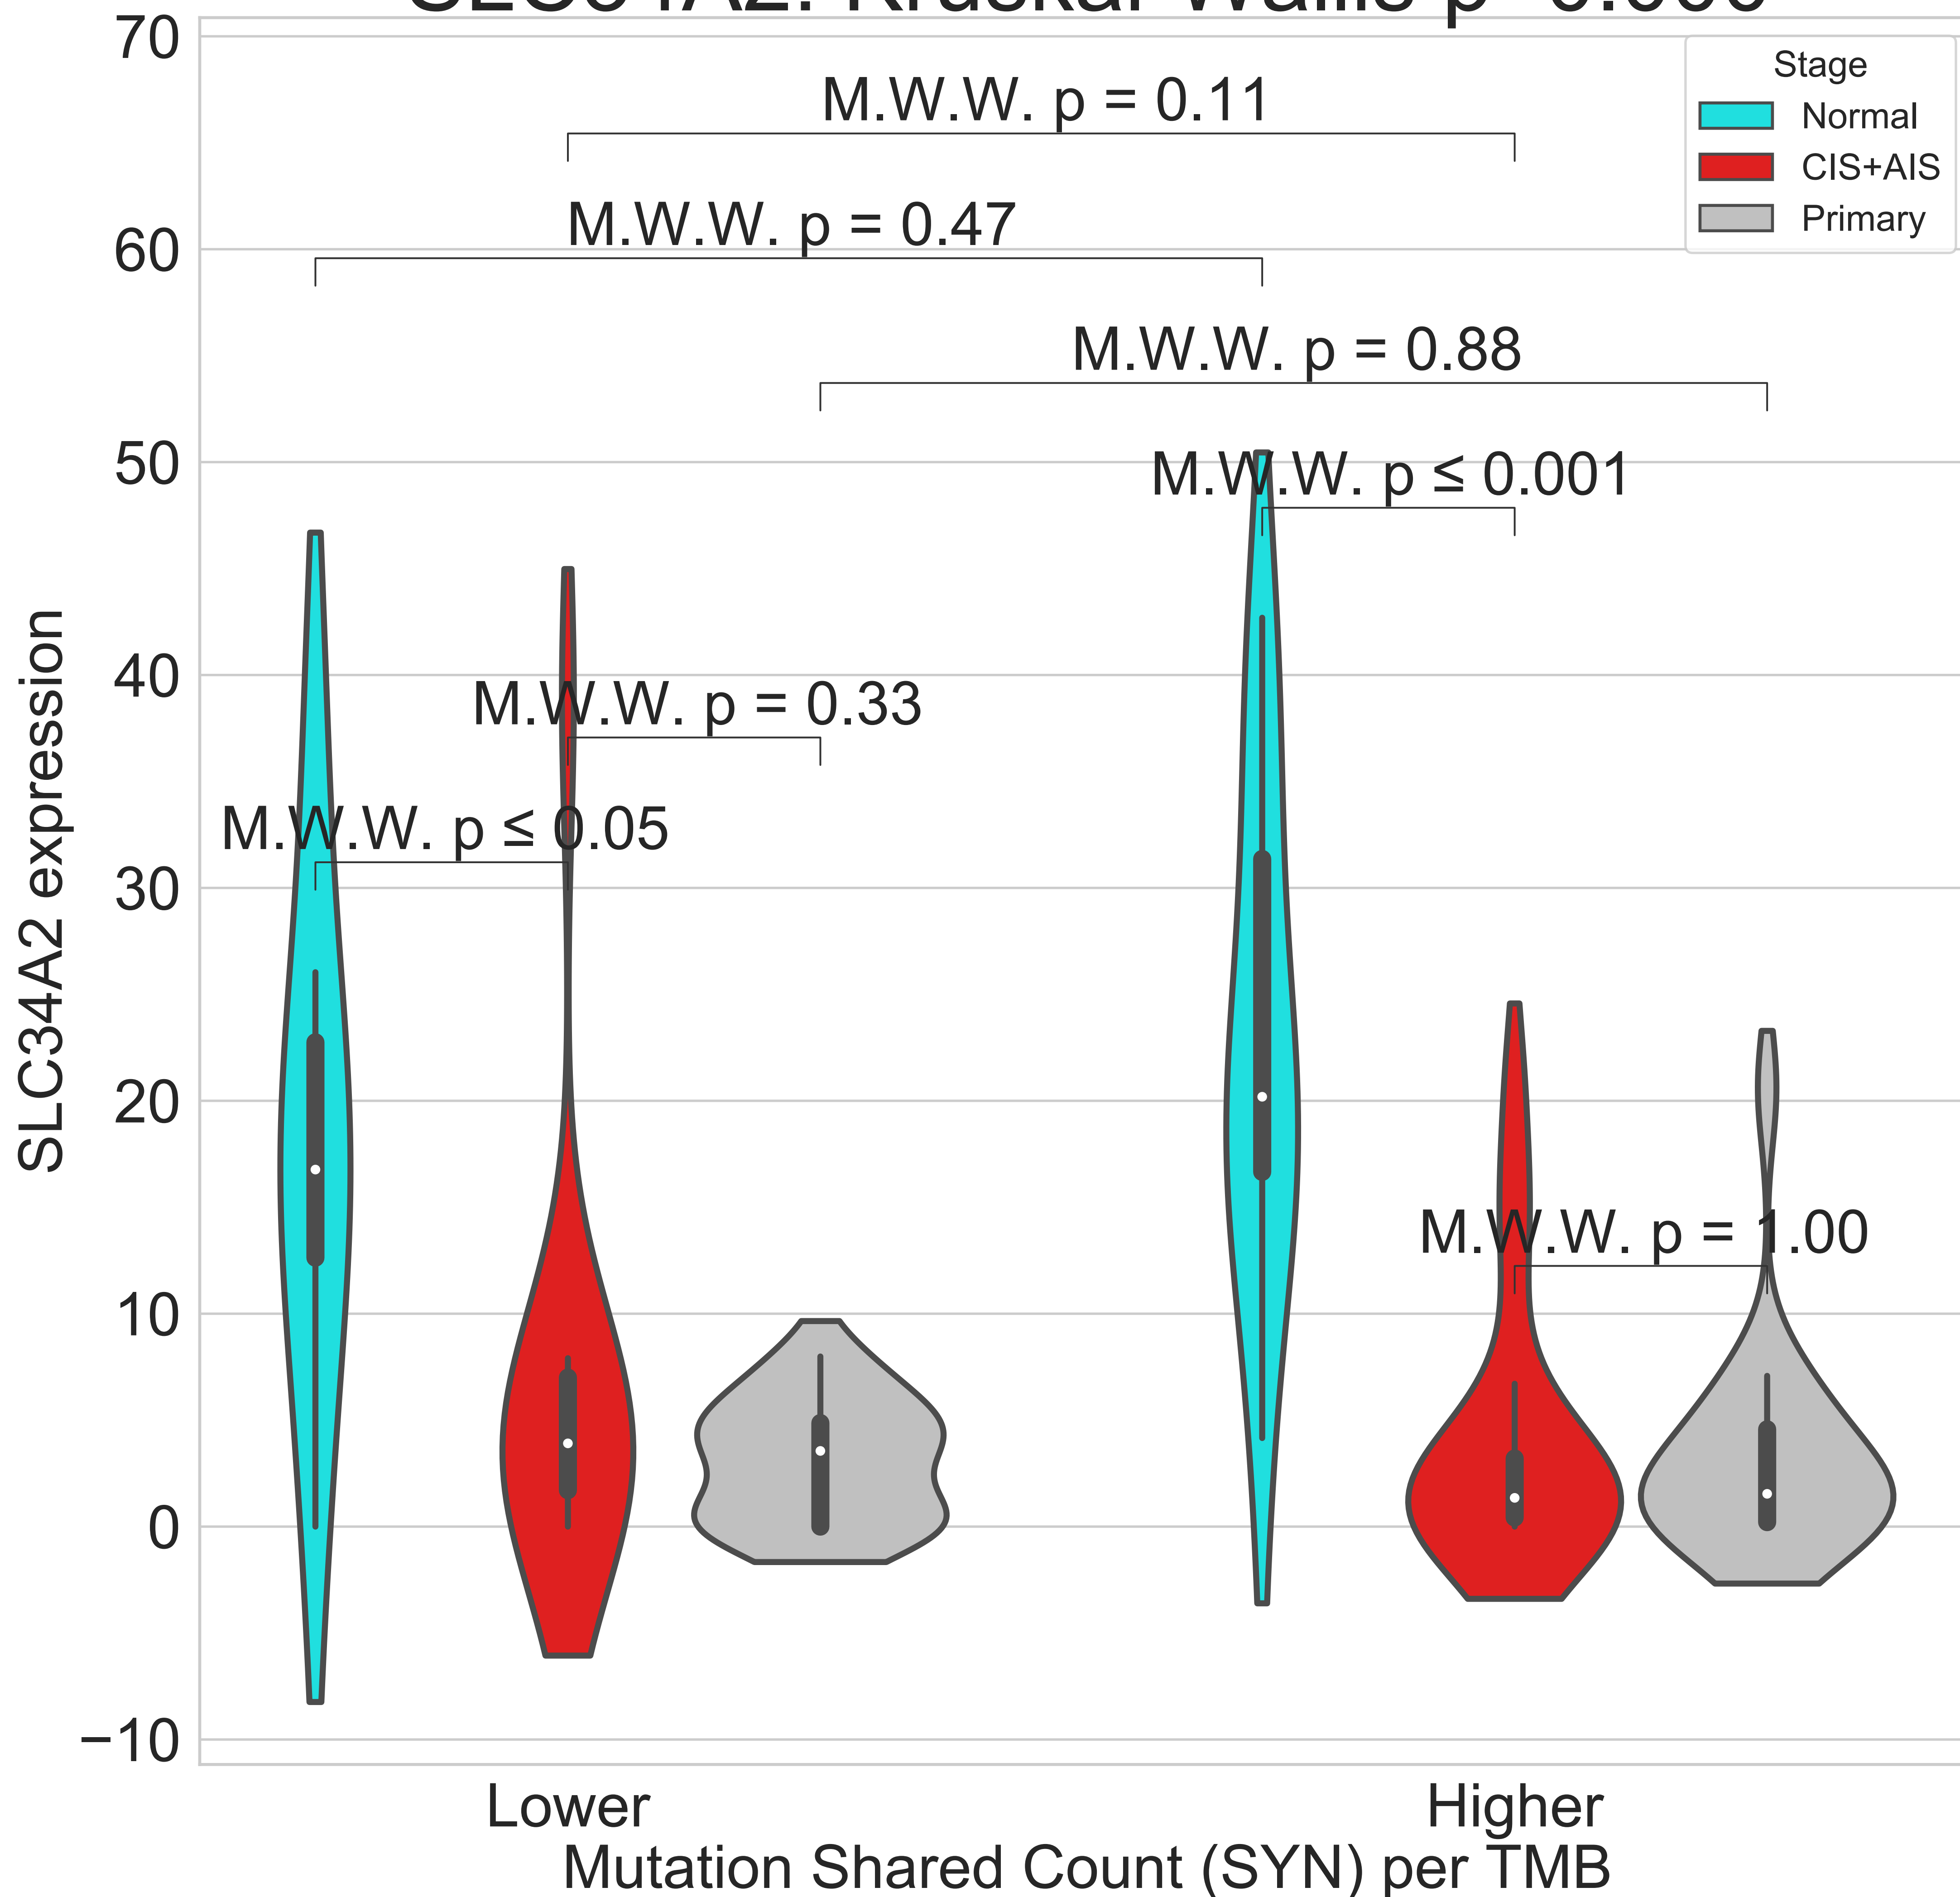 70
Stage
Normal
CIS+AIS
Primary
M.W.W. p = 0.11
60
M.W.W. p = 0.47
M.W.W. p = 0.88
50
M.W.W. p ≤ 0.001
40
M.W.W. p = 0.33
M.W.W. p ≤ 0.05
30
20
M.W.W. p = 1.00
10
0
−10
SLC34A2 expression
Lower
Higher
Mutation Shared Count (SYN) per TMB